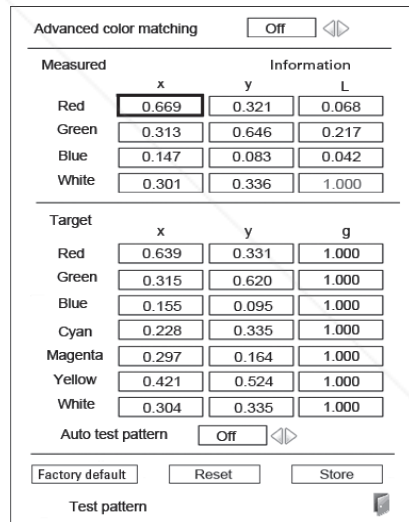 Advanced color matching Off
Measured Information
x y L
Red 0.669 0.321 0.068
Green 0.313 0.646 0.217
Blue 0.147 0.083 0.042
White 0.301 0.336 1.000
Target
x y g
Red 0.639 0.331 1.000
Green 0.315 0.620 1.000
Blue 0.155 0.095 1.000
Cyan 0.228 0.335 1.000
Magenta 0.297 0.164 1.000
Yellow 0.421 0.524 1.000
White 0.304 0.335 1.000
Auto test pattern Off
Factory default Reset Store
Test pattern